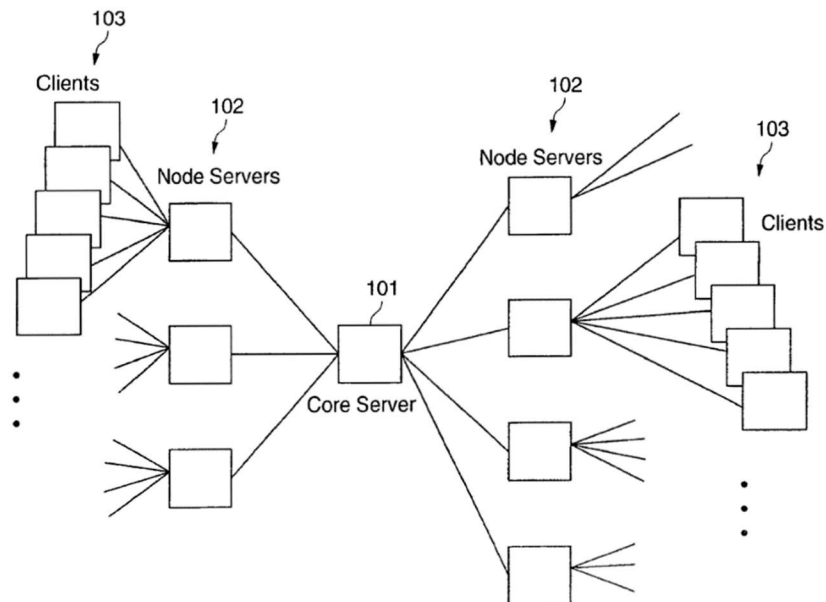 103
Clients
102
Node Servers
102
Node Servers
103
Clients
101
Core Server